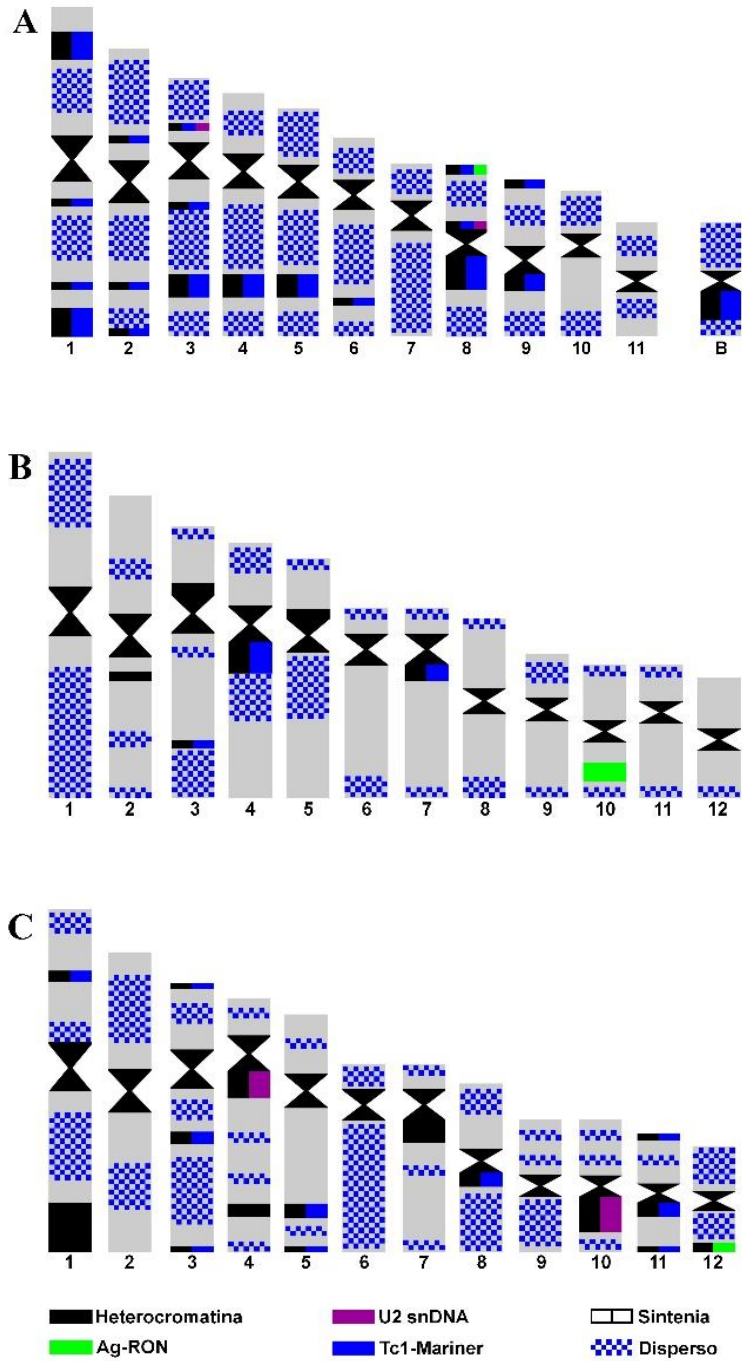 A
1 2 3 4 5 6 7 8 9 10 11 B
B
1 2 3 4 5 6 7 8 9 10 11 12
C
1 2 3 4 5 6 7 8 9 10 11 12
Heterocromatina U2 snDNA Sintenia
Ag-RON Tc1-Mariner Disperso